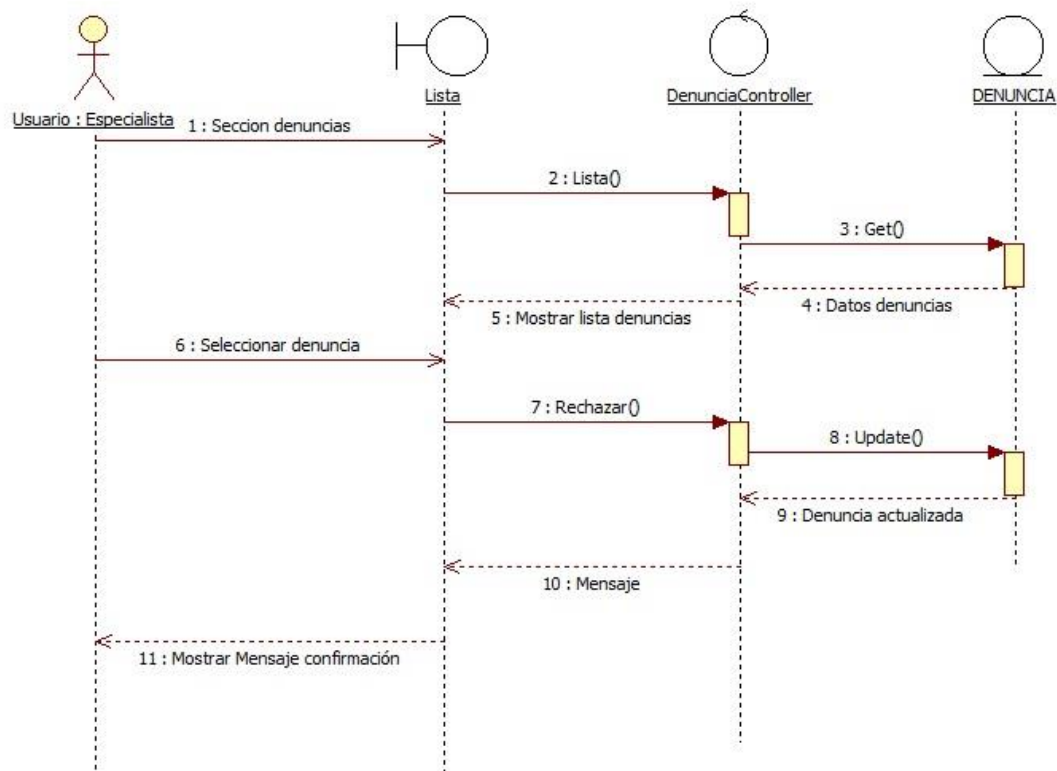 Usuario : Especialista
Lista
DenunciaController
DENUNCIA
1 : Seccion denuncias
2 : Lista()
3 : Get()
4 : Datos denuncias
5 : Mostrar lista denuncias
6 : Seleccionar denuncia
7 : Rechazar()
8 : Update()
9 : Denuncia actualizada
10 : Mensaje
11 : Mostrar Mensaje confirmación